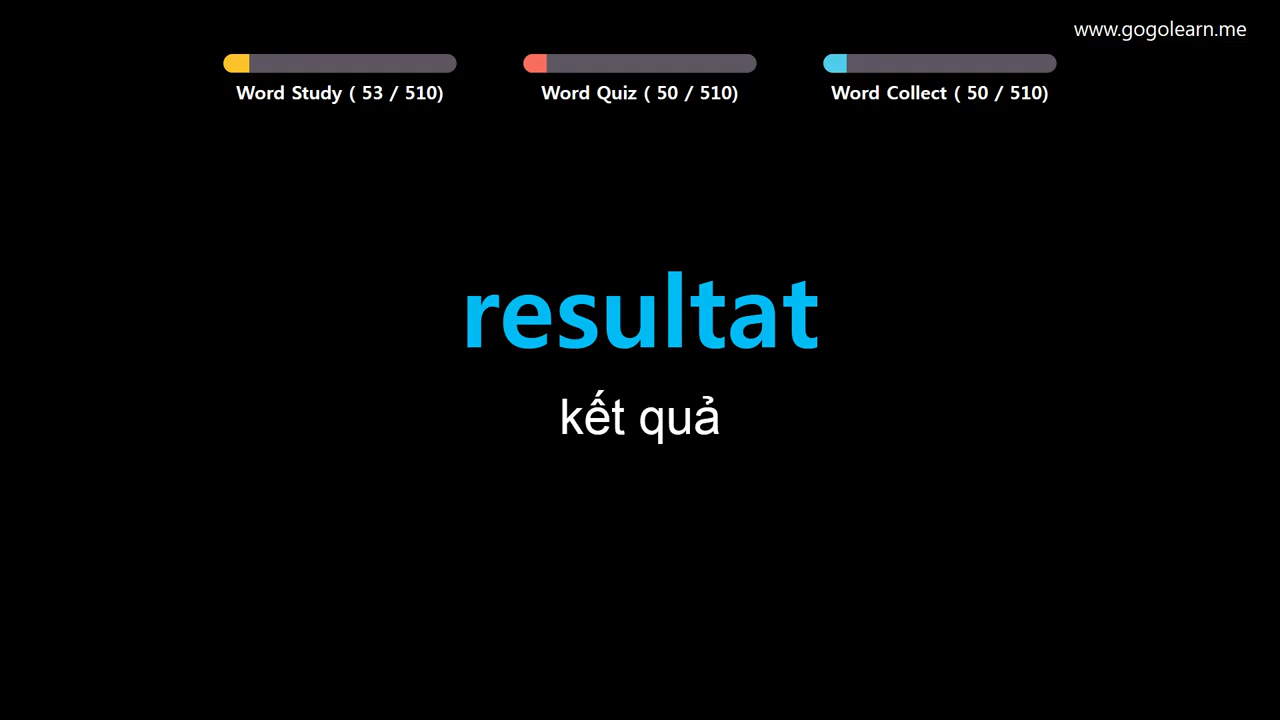 www.gogolearn.me
Word Study ( 53 / 510)
Word Quiz ( 50 / 510)
Word Collect ( 50 / 510)
resultat
kết quả